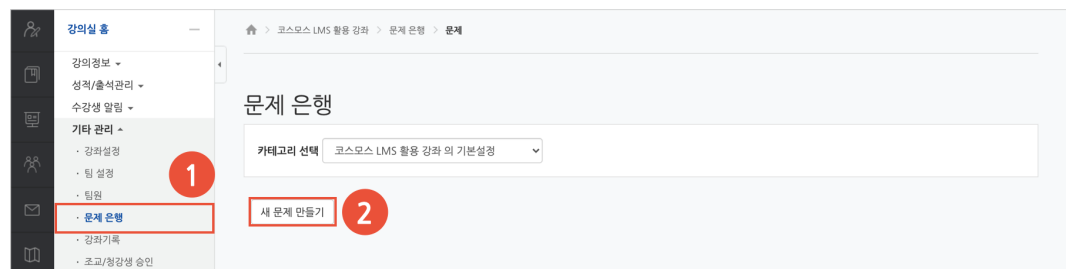 강의실 홈
강의정보
성적/출석관리
수강생 알림
기타 관리
· 강좌설정
· 팀 설정
· 팀원
· 문제 은행
· 강좌기록
· 조교/청강생 승인
1
코스모스 LMS 활용 강좌 > 문제 은행 > 문제
문제 은행
카테고리 선택 코스모스 LMS 활용 강좌 의 기본설정
새 문제 만들기
2